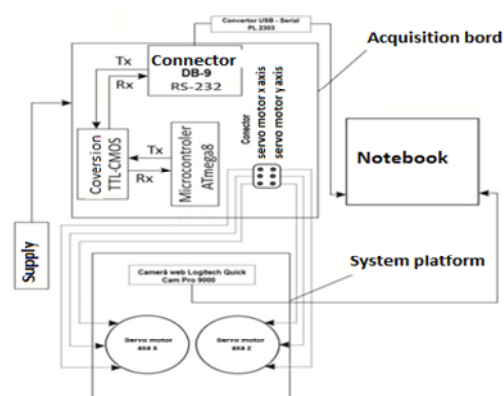 Convertor USB - Serial
PL 2303
Acquisition bord
Tx
Connector
DB-9
RS-232
Rx
Conector
servo motor x axis
servo motor y axis
Coversion
TTL-CMOS
Tx
Rx
Microcontroler
ATmega8
Notebook
Supply
System platform
Cameră web Logitech Quick
Cam Pro 9000
Servo motor
axa x
Servo motor
axa z